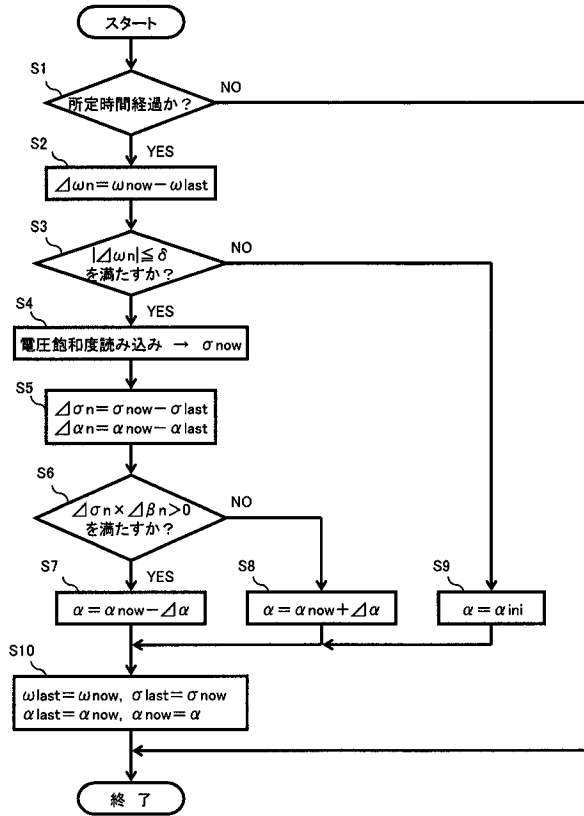 スタート
S1
所定時間経過か?
NO
YES
S2
⊿ωn=ωnow−ωlast
S3
|⊿ωn|≦δ
を満たすか?
NO
YES
S4
電圧飽和度読み込み → σnow
S5
⊿σn=σnow−σlast
⊿αn=αnow−αlast
S6
⊿σn×⊿βn>0
を満たすか?
NO
YES
S7
α=αnow−⊿α
S8
α=αnow+⊿α
S9
α=αini
S10
ωlast=ωnow, σlast=σnow
αlast=αnow, αnow=α
終 了